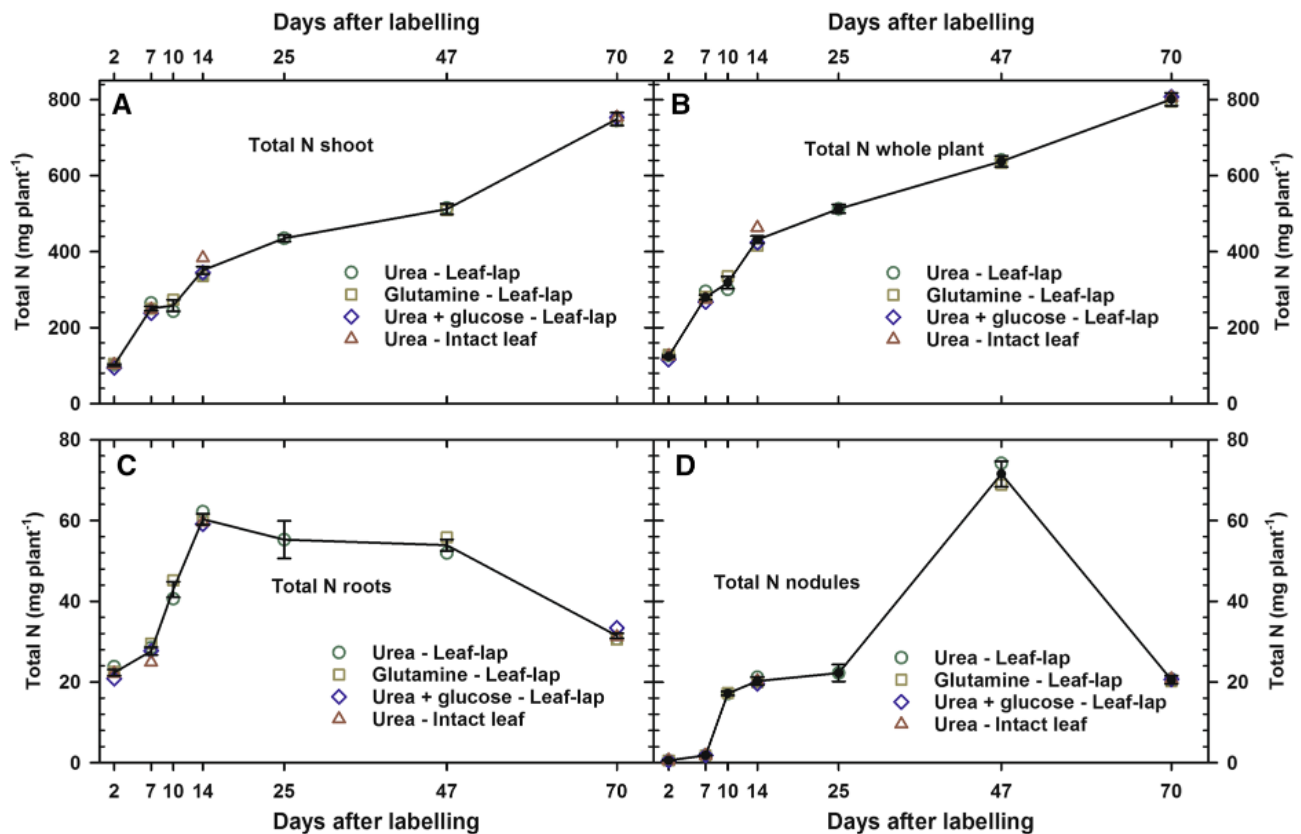 Days after labelling
Days after labelling
2 7 10 14 25 47 70
2 7 10 14 25 47 70
A
Total N shoot
Urea - Leaf-lap
Glutamine - Leaf-lap
Urea + glucose - Leaf-lap
Urea - Intact leaf
800
600
400
200
0
Total N (mg plant⁻¹)
B
Total N whole plant
Urea - Leaf-lap
Glutamine - Leaf-lap
Urea + glucose - Leaf-lap
Urea - Intact leaf
800
600
400
200
0
Total N (mg plant⁻¹)
C
Total N roots
Urea - Leaf-lap
Glutamine - Leaf-lap
Urea + glucose - Leaf-lap
Urea - Intact leaf
80
60
40
20
0
Total N (mg plant⁻¹)
D
Total N nodules
Urea - Leaf-lap
Glutamine - Leaf-lap
Urea + glucose - Leaf-lap
Urea - Intact leaf
80
60
40
20
0
Total N (mg plant⁻¹)
2 7 10 14 25 47 70
2 7 10 14 25 47 70
Days after labelling
Days after labelling